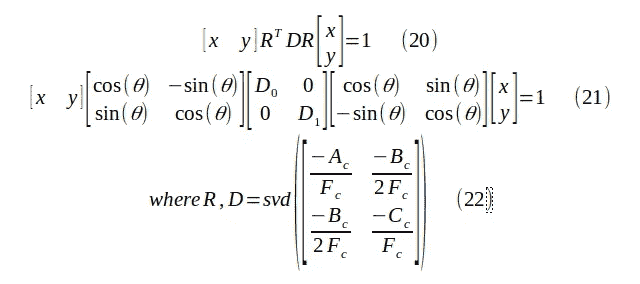 [x y] R^T D R [x; y] = 1 (20)
[x y] [cos(θ) −sin(θ); sin(θ) cos(θ)] [D_0 0; 0 D_1] [cos(θ) sin(θ); −sin(θ) cos(θ)] [x; y] = 1 (21)
where R, D = svd([−A_c/F_c −B_c/2F_c; −B_c/2F_c −C_c/F_c]) (22)